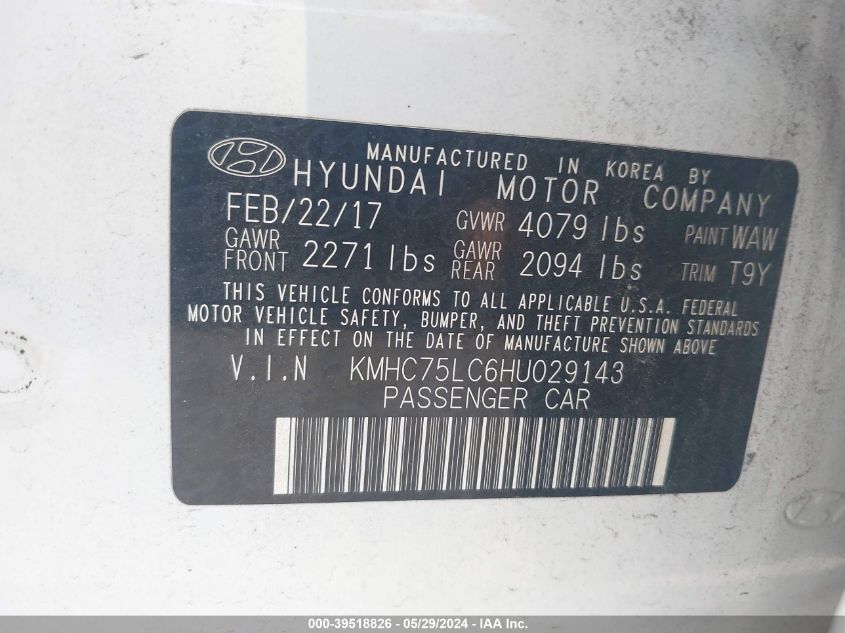 MANUFACTURED IN KOREA BY
HYUNDAI MOTOR COMPANY
FEB/22/17 GVWR 4079 lbs PAINT WAW
GAWR FRONT 2271 lbs GAWR REAR 2094 lbs TRIM T9Y
THIS VEHICLE CONFORMS TO ALL APPLICABLE U.S.A. FEDERAL
MOTOR VEHICLE SAFETY, BUMPER, AND THEFT PREVENTION STANDARDS
IN EFFECT ON THE DATE OF MANUFACTURE SHOWN ABOVE
V.I.N KMHC75LC6HU029143
PASSENGER CAR
000-39518826 - 05/29/2024 - IAA Inc.